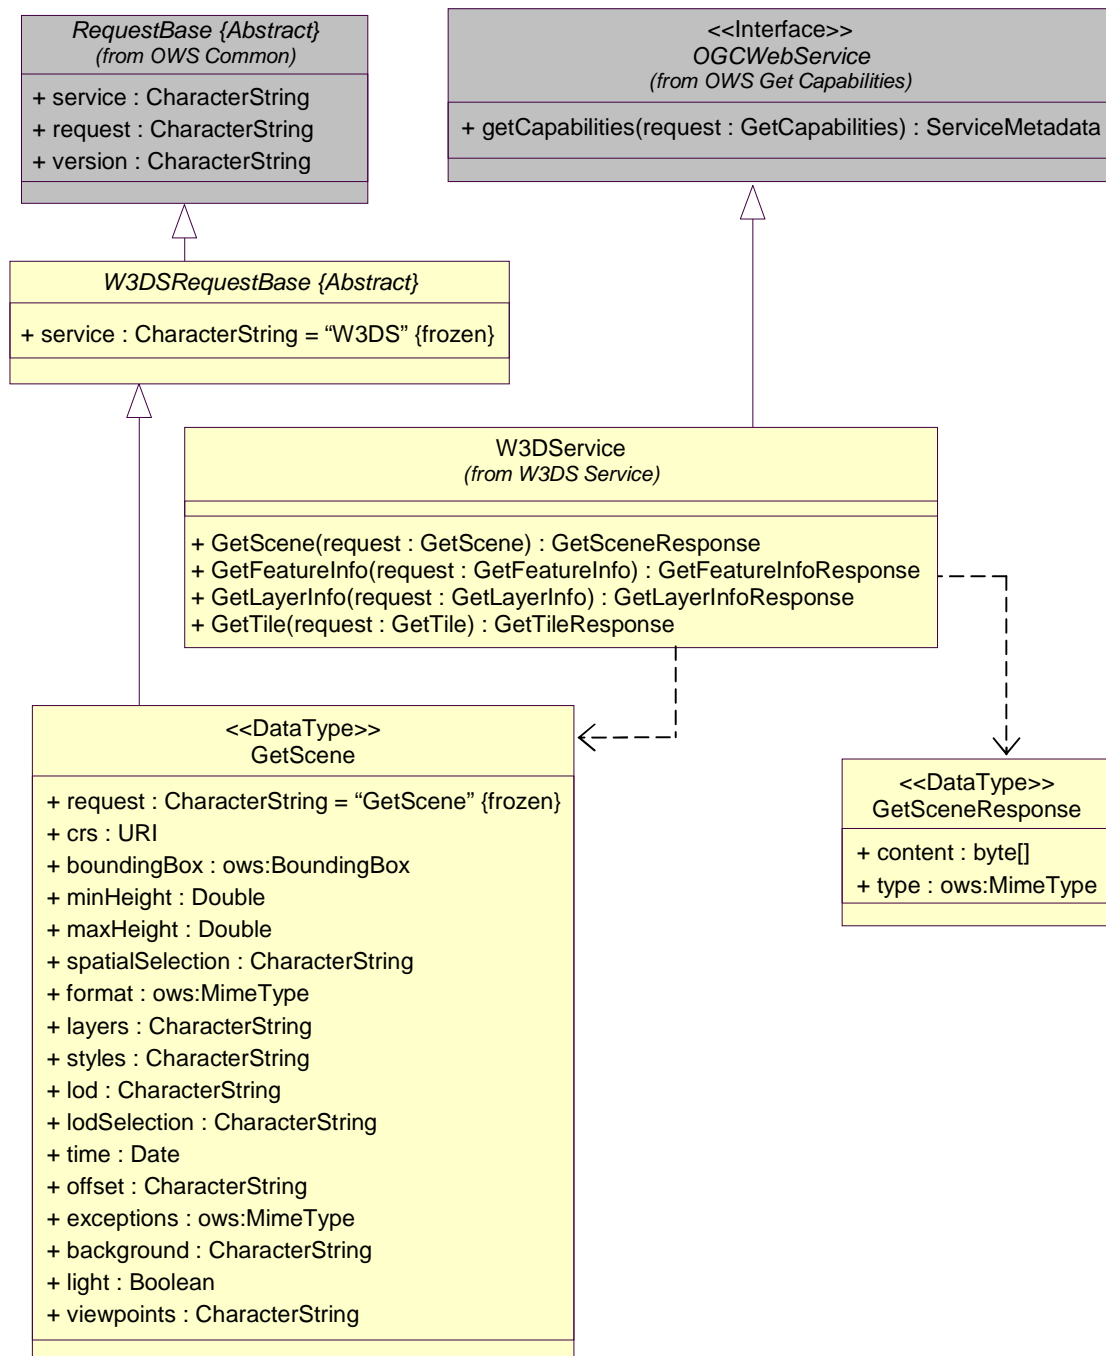 RequestBase {Abstract}
(from OWS Common)
+ service : CharacterString
+ request : CharacterString
+ version : CharacterString
<<Interface>>
OGCWebService
(from OWS Get Capabilities)
+ getCapabilities(request : GetCapabilities) : ServiceMetadata
W3DSRequestBase {Abstract}
+ service : CharacterString = “W3DS” {frozen}
W3DService
(from W3DS Service)
+ GetScene(request : GetScene) : GetSceneResponse
+ GetFeatureInfo(request : GetFeatureInfo) : GetFeatureInfoResponse
+ GetLayerInfo(request : GetLayerInfo) : GetLayerInfoResponse
+ GetTile(request : GetTile) : GetTileResponse
<<DataType>>
GetScene
+ request : CharacterString = “GetScene” {frozen}
+ crs : URI
+ boundingBox : ows:BoundingBox
+ minHeight : Double
+ maxHeight : Double
+ spatialSelection : CharacterString
+ format : ows:MimeType
+ layers : CharacterString
+ styles : CharacterString
+ lod : CharacterString
+ lodSelection : CharacterString
+ time : Date
+ offset : CharacterString
+ exceptions : ows:MimeType
+ background : CharacterString
+ light : Boolean
+ viewpoints : CharacterString
<<DataType>>
GetSceneResponse
+ content : byte[]
+ type : ows:MimeType